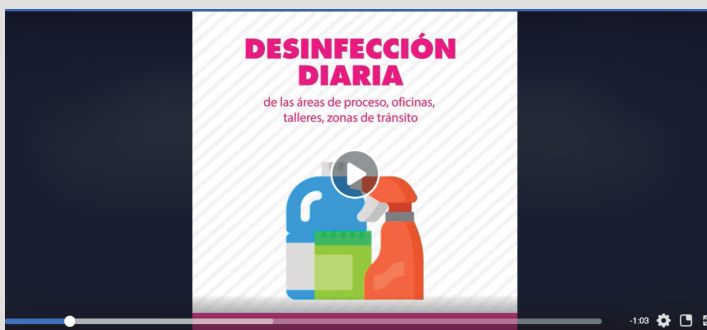 DESINFECCIÓN
DIARIA
de las áreas de proceso, oficinas,
talleres, zonas de tránsito
-1:03